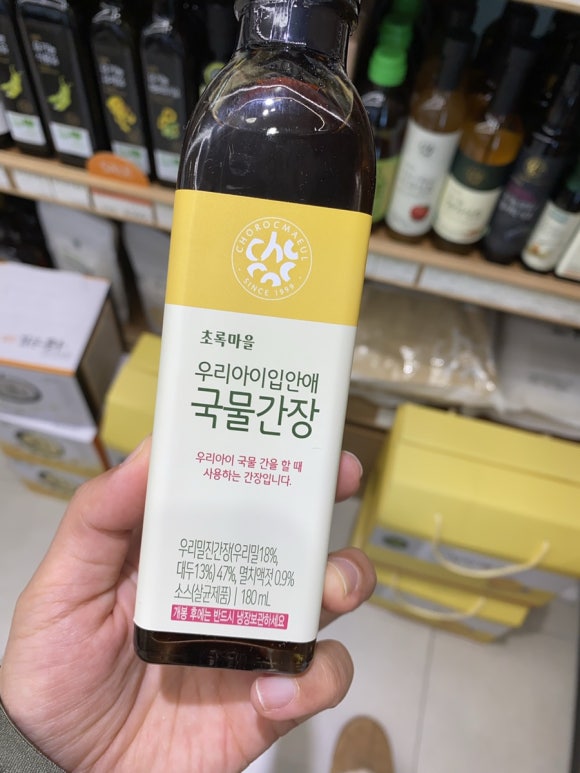 CHOROCMAEUL
SINCE 1999
초록마을
우리아이입안애
국물간장
우리아이 국물 간을 할 때
사용하는 간장입니다.
우리밀진간장(우리밀18%,
대두13%) 47%, 멸치액젓 0.9%
소스(살균제품) | 180 mL
개봉 후에는 반드시 냉장보관하세요